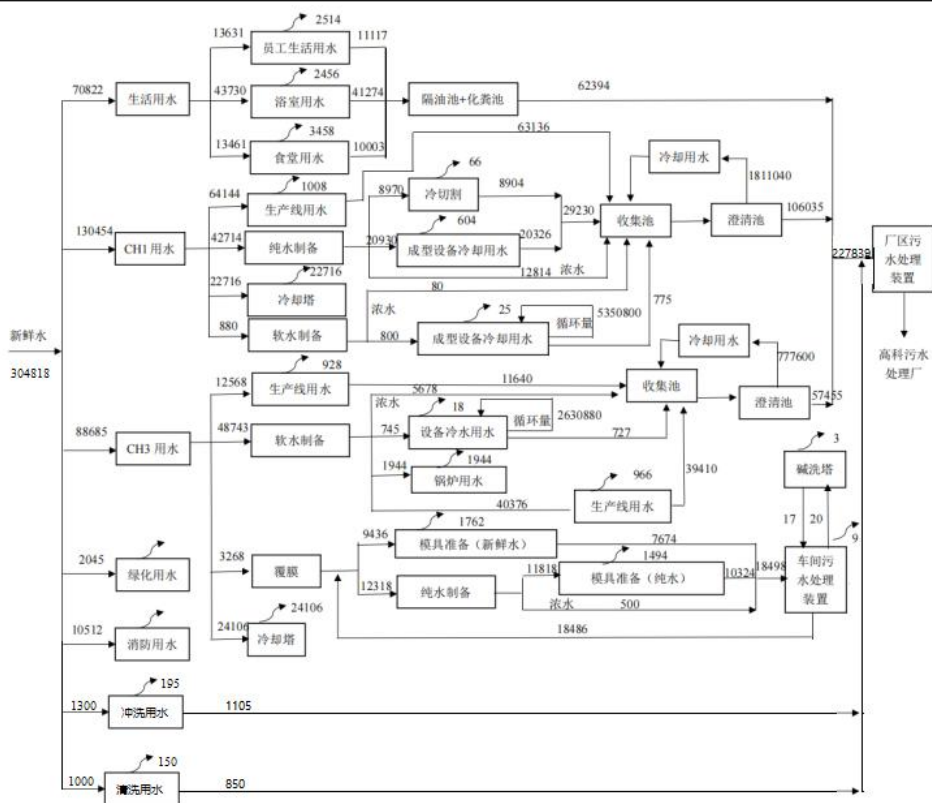 2514
13631
员工生活用水
11117
2456
70822
生活用水
43730
浴室用水
41274
隔油池+化粪池
62394
3458
13461
食堂用水
10003
63136
冷却用水
1811040
66
1008
64144
生产线用水
8970
冷切割
8904
604
29230
收集池
澄清池
106035
130454
CH1 用水
42714
纯水制备
20930
成型设备冷却用水
20326
227839
厂区污
水处理
装置
12814
浓水
22716
22716
冷却塔
80
浓水
25
5350800
循环量
775
880
软水制备
800
成型设备冷却用水
新鲜水
304818
高科污水
处理厂
冷却用水
777600
928
12568
生产线用水
11640
收集池
澄清池
57455
5678
浓水
18
循环量
2630880
88685
CH3 用水
48743
软水制备
745
设备冷水用水
727
3
碱洗塔
1944
1944
锅炉用水
966
39410
40376
生产线用水
17
20
9
1762
9436
模具准备（新鲜水）
7674
1494
2045
绿化用水
3268
覆膜
11818
模具准备（纯水）
10324
18498
车间污
水处理
装置
12318
纯水制备
浓水
500
24106
18486
10512
消防用水
24106
冷却塔
195
1300
冲洗用水
1105
150
1000
清洗用水
850